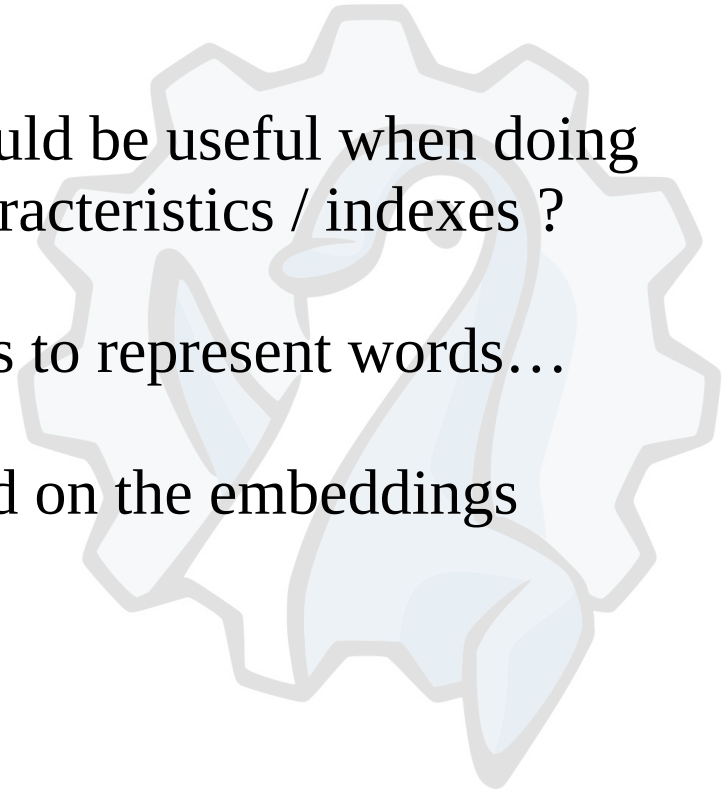 uld be useful when doing
racteristics / indexes ?
s to represent words…
d on the embeddings